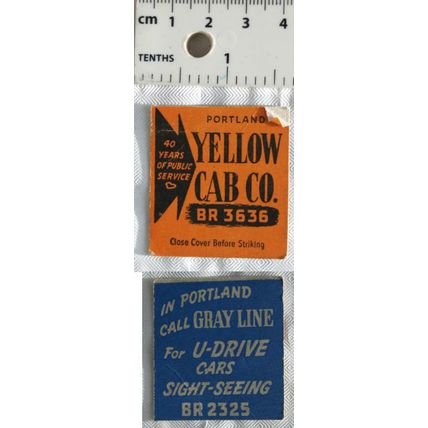 cm 1 2 3 4
TENTHS 1
PORTLAND
40
YEARS
OF PUBLIC
SERVICE
YELLOW
CAB CO.
BR 3636
Close Cover Before Striking
IN PORTLAND
CALL GRAY LINE
For U-DRIVE
CARS
SIGHT-SEEING
BR 2325